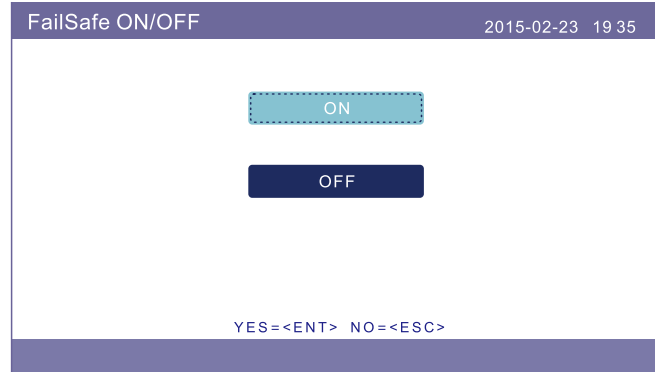 FailSafe ON/OFF 2015-02-23 19 35
ON
OFF
YES=<ENT> NO=<ESC>